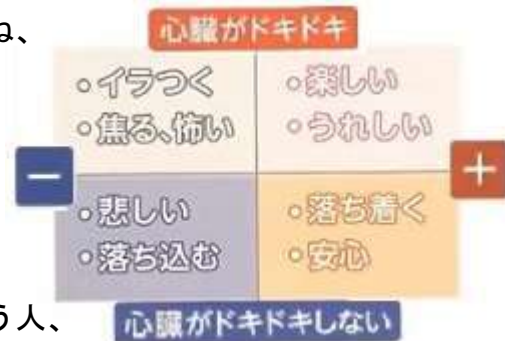 ね、
心臓がドキドキ
・イラつく
・焦る、怖い
・楽しい
・うれしい
−
+
・悲しい
・落ち込む
・落ち着く
・安心
う人、
心臓がドキドキしない